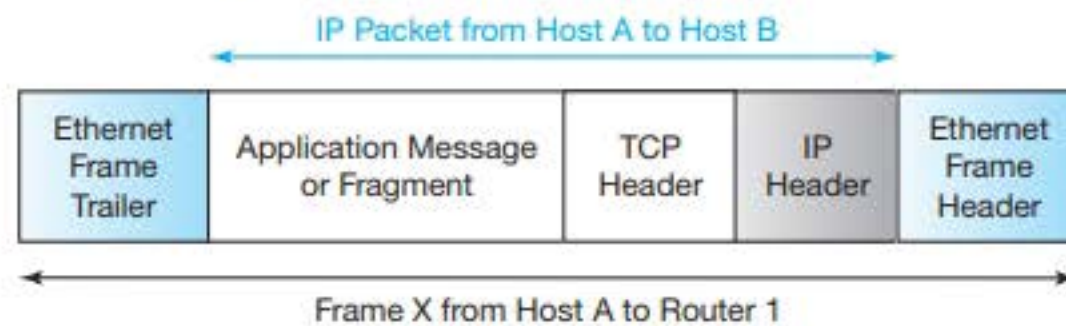 IP Packet from Host A to Host B
Ethernet
Frame
Trailer
Application Message
or Fragment
TCP
Header
IP
Header
Ethernet
Frame
Header
Frame X from Host A to Router 1